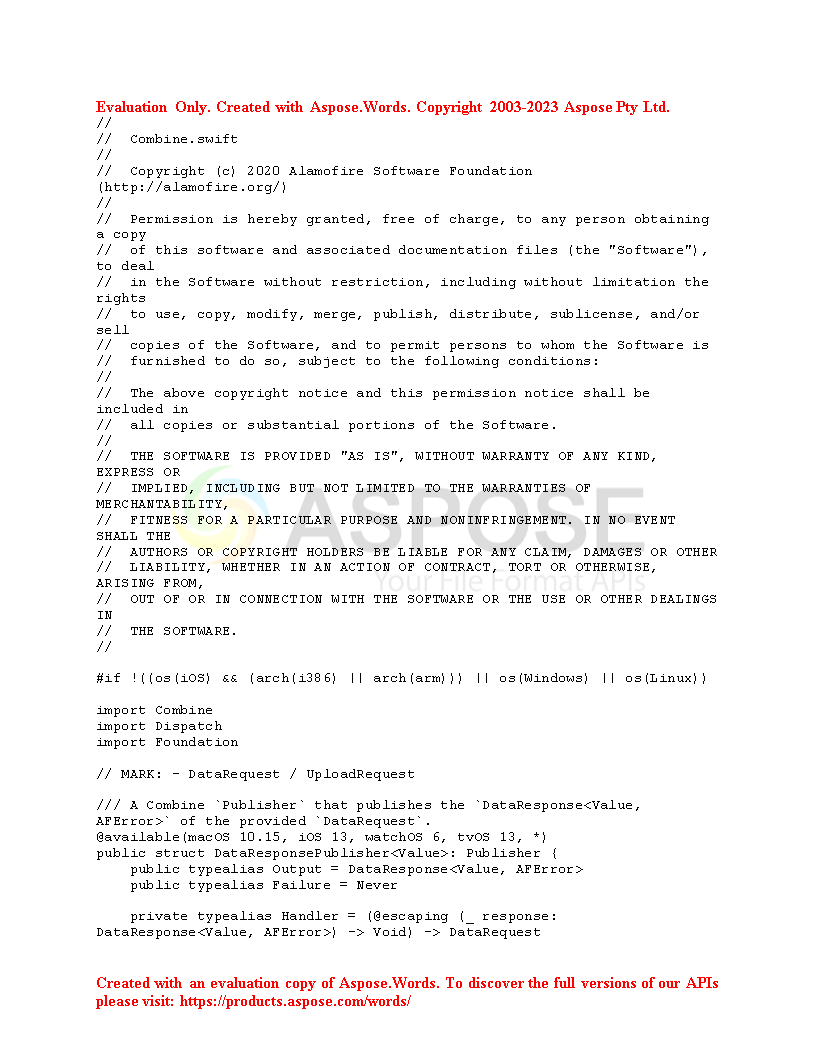 Evaluation Only. Created with Aspose.Words. Copyright 2003-2023 Aspose Pty Ltd.
//
//  Combine.swift
//
//  Copyright (c) 2020 Alamofire Software Foundation
(http://alamofire.org/)
//
//  Permission is hereby granted, free of charge, to any person obtaining
a copy
//  of this software and associated documentation files (the "Software"),
to deal
//  in the Software without restriction, including without limitation the
rights
//  to use, copy, modify, merge, publish, distribute, sublicense, and/or
sell
//  copies of the Software, and to permit persons to whom the Software is
//  furnished to do so, subject to the following conditions:
//
//  The above copyright notice and this permission notice shall be
included in
//  all copies or substantial portions of the Software.
//
//  THE SOFTWARE IS PROVIDED "AS IS", WITHOUT WARRANTY OF ANY KIND,
EXPRESS OR
//  IMPLIED, INCLUDING BUT NOT LIMITED TO THE WARRANTIES OF
MERCHANTABILITY,
//  FITNESS FOR A PARTICULAR PURPOSE AND NONINFRINGEMENT. IN NO EVENT
SHALL THE
//  AUTHORS OR COPYRIGHT HOLDERS BE LIABLE FOR ANY CLAIM, DAMAGES OR OTHER
//  LIABILITY, WHETHER IN AN ACTION OF CONTRACT, TORT OR OTHERWISE,
ARISING FROM,
//  OUT OF OR IN CONNECTION WITH THE SOFTWARE OR THE USE OR OTHER DEALINGS
IN
//  THE SOFTWARE.
//
ASPOSE
Your File Format APIs

#if !((os(iOS) && (arch(i386) || arch(arm))) || os(Windows) || os(Linux))

import Combine
import Dispatch
import Foundation

// MARK: - DataRequest / UploadRequest

/// A Combine `Publisher` that publishes the `DataResponse<Value,
AFError>` of the provided `DataRequest`.
@available(macOS 10.15, iOS 13, watchOS 6, tvOS 13, *)
public struct DataResponsePublisher<Value>: Publisher {
    public typealias Output = DataResponse<Value, AFError>
    public typealias Failure = Never

    private typealias Handler = (@escaping (_ response:
DataResponse<Value, AFError>) -> Void) -> DataRequest

Created with an evaluation copy of Aspose.Words. To discover the full versions of our APIs
please visit: https://products.aspose.com/words/